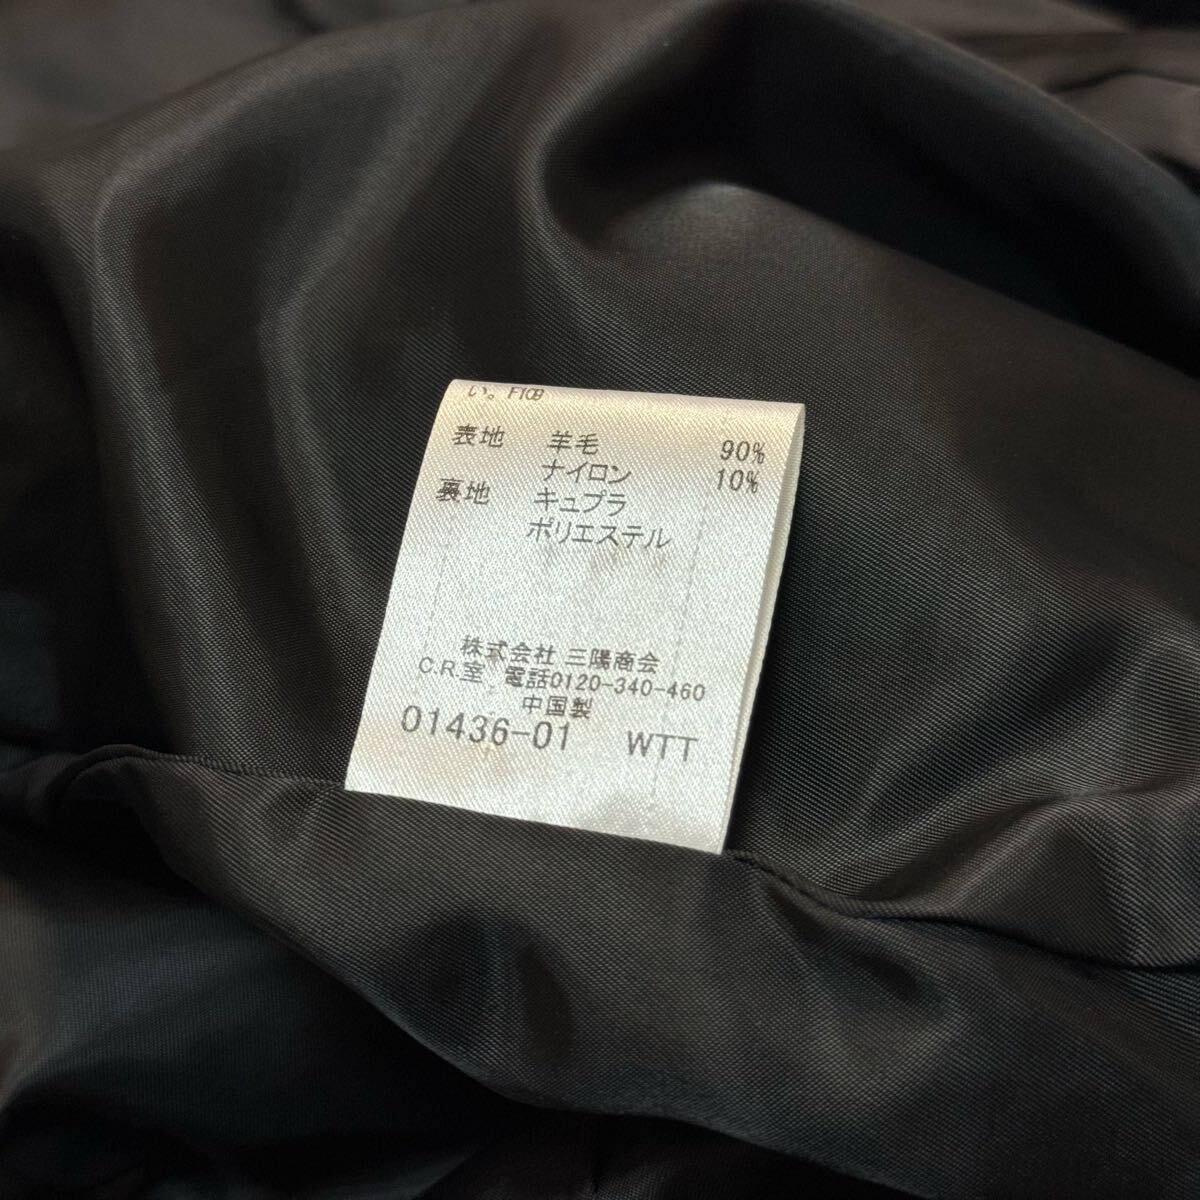 い。F1
表地 羊毛 90%
ナイロン 10%
裏地 キュプラ
ポリエステル
株式会社 三陽商会
C.R.室 電話0120-340-460
中国製
01436-01 WTT